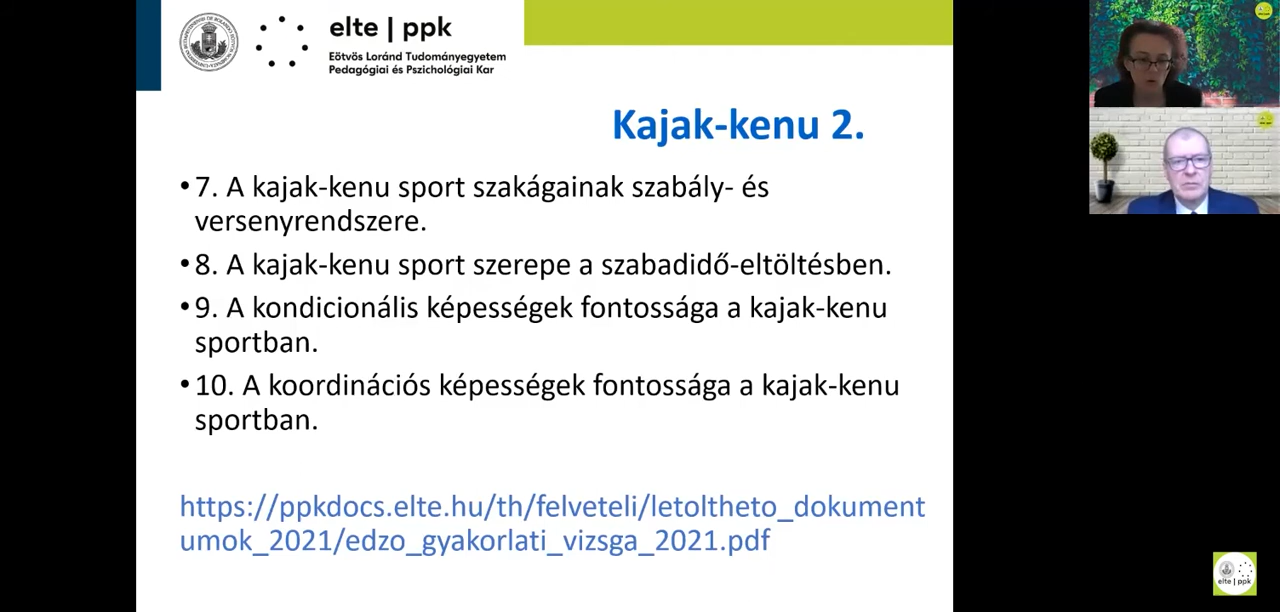 elte | ppk
Eötvös Loránd Tudományegyetem
Pedagógiai és Pszichológiai Kar
Kajak-kenu 2.
•7. A kajak-kenu sport szakágainak szabály- és
versenyrendszere.
•8. A kajak-kenu sport szerepe a szabadidő-eltöltésben.
•9. A kondicionális képességek fontossága a kajak-kenu
sportban.
•10. A koordinációs képességek fontossága a kajak-kenu
sportban.
https://ppkdocs.elte.hu/th/felveteli/letoltheto_dokument
umok_2021/edzo_gyakorlati_vizsga_2021.pdf
elte | ppk